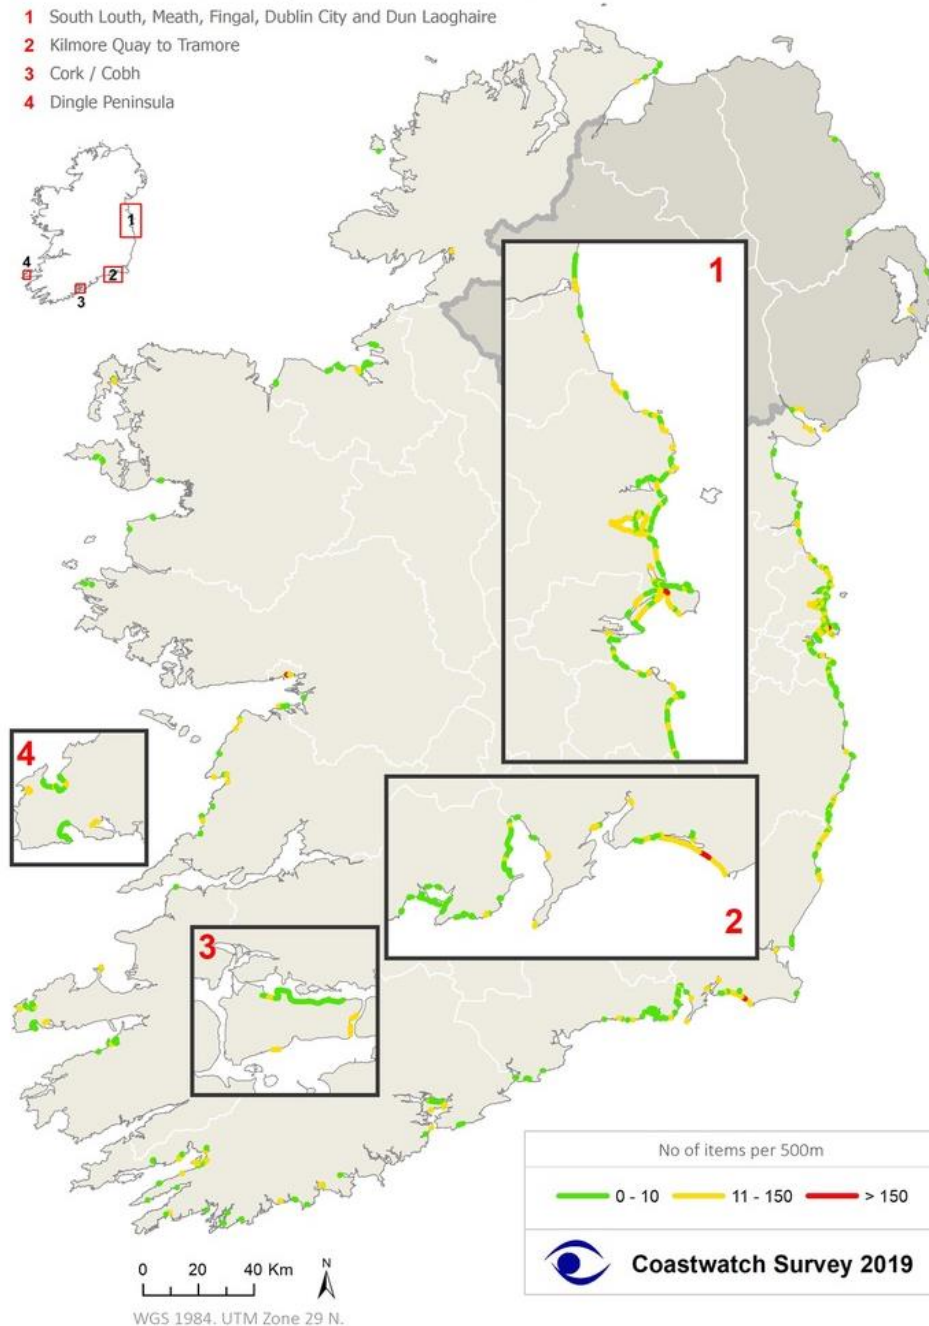 1 South Louth, Meath, Fingal, Dublin City and Dun Laoghaire
2 Kilmore Quay to Tramore
3 Cork / Cobh
4 Dingle Peninsula
1
4
2
3
1
4
2
3
No of items per 500m
0 - 10 11 - 150 > 150
Coastwatch Survey 2019
0 20 40 Km
N
WGS 1984. UTM Zone 29 N.